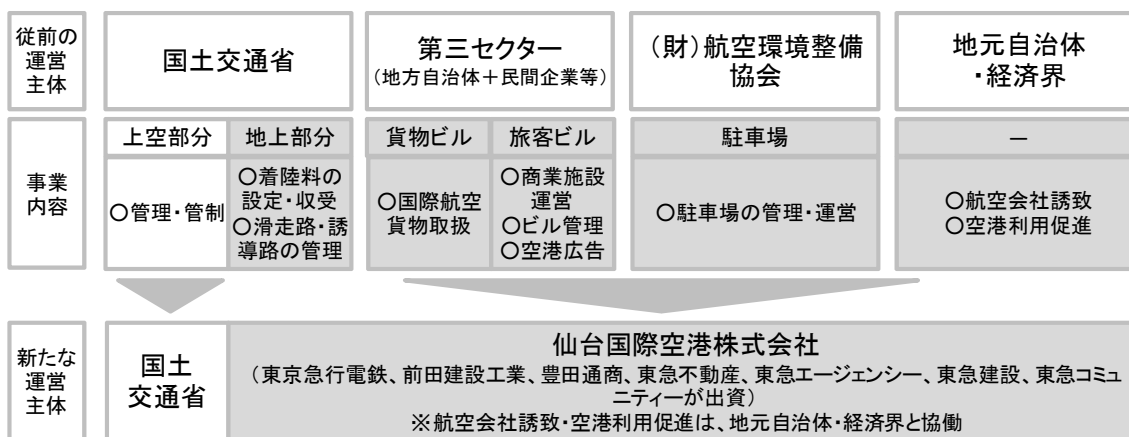 従前の
運営
主体
国土交通省
第三セクター
（地方自治体＋民間企業等）
（財）航空環境整備
協会
地元自治体
・経済界
事業
内容
上空部分
地上部分
貨物ビル
旅客ビル
駐車場
－
○管理・管制
○着陸料の
設定・収受
○滑走路・誘
導路の管理
○国際航空
貨物取扱
○商業施設
運営
○ビル管理
○空港広告
○駐車場の管理・運営
○航空会社誘致
○空港利用促進
新たな
運営
主体
国土
交通省
仙台国際空港株式会社
（東京急行電鉄、前田建設工業、豊田通商、東急不動産、東急エージェンシー、東急建設、東急コミュ
ニティーが出資）
※航空会社誘致・空港利用促進は、地元自治体・経済界と協働